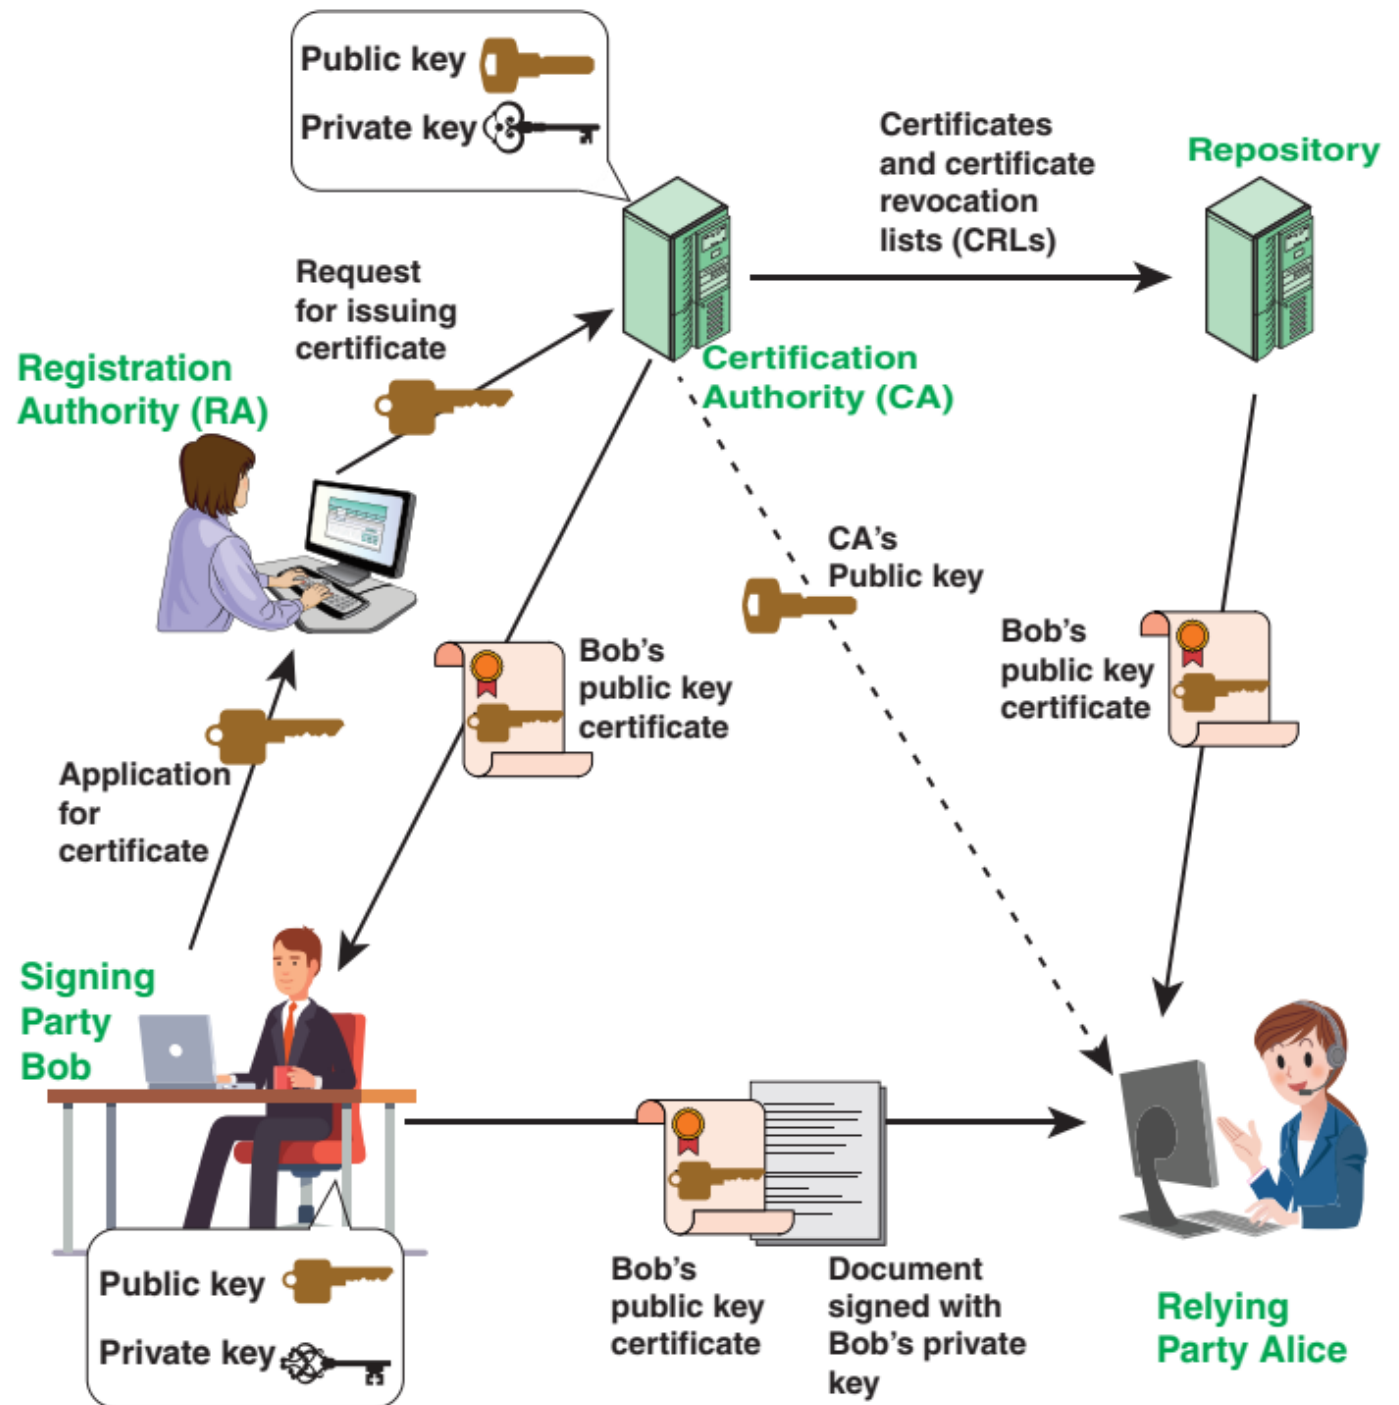 Public key
Private key
Certificates
and certificate
revocation
lists (CRLs)
Repository
Request
for issuing
certificate
Registration
Authority (RA)
Certification
Authority (CA)
CA’s
Public key
Bob’s
public key
certificate
Bob’s
public key
certificate
Application
for
certificate
Signing
Party
Bob
Public key
Private key
Bob’s
public key
certificate
Document
signed with
Bob’s private
key
Relying
Party Alice